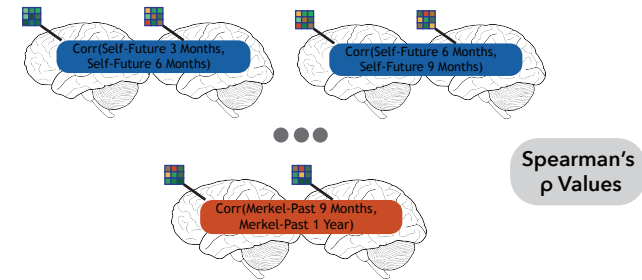 Corr(Self-Future 3 Months,
Self-Future 6 Months)
Corr(Self-Future 6 Months,
Self-Future 9 Months)
Corr(Merkel-Past 9 Months,
Merkel-Past 1 Year)
Spearman's
ρ Values